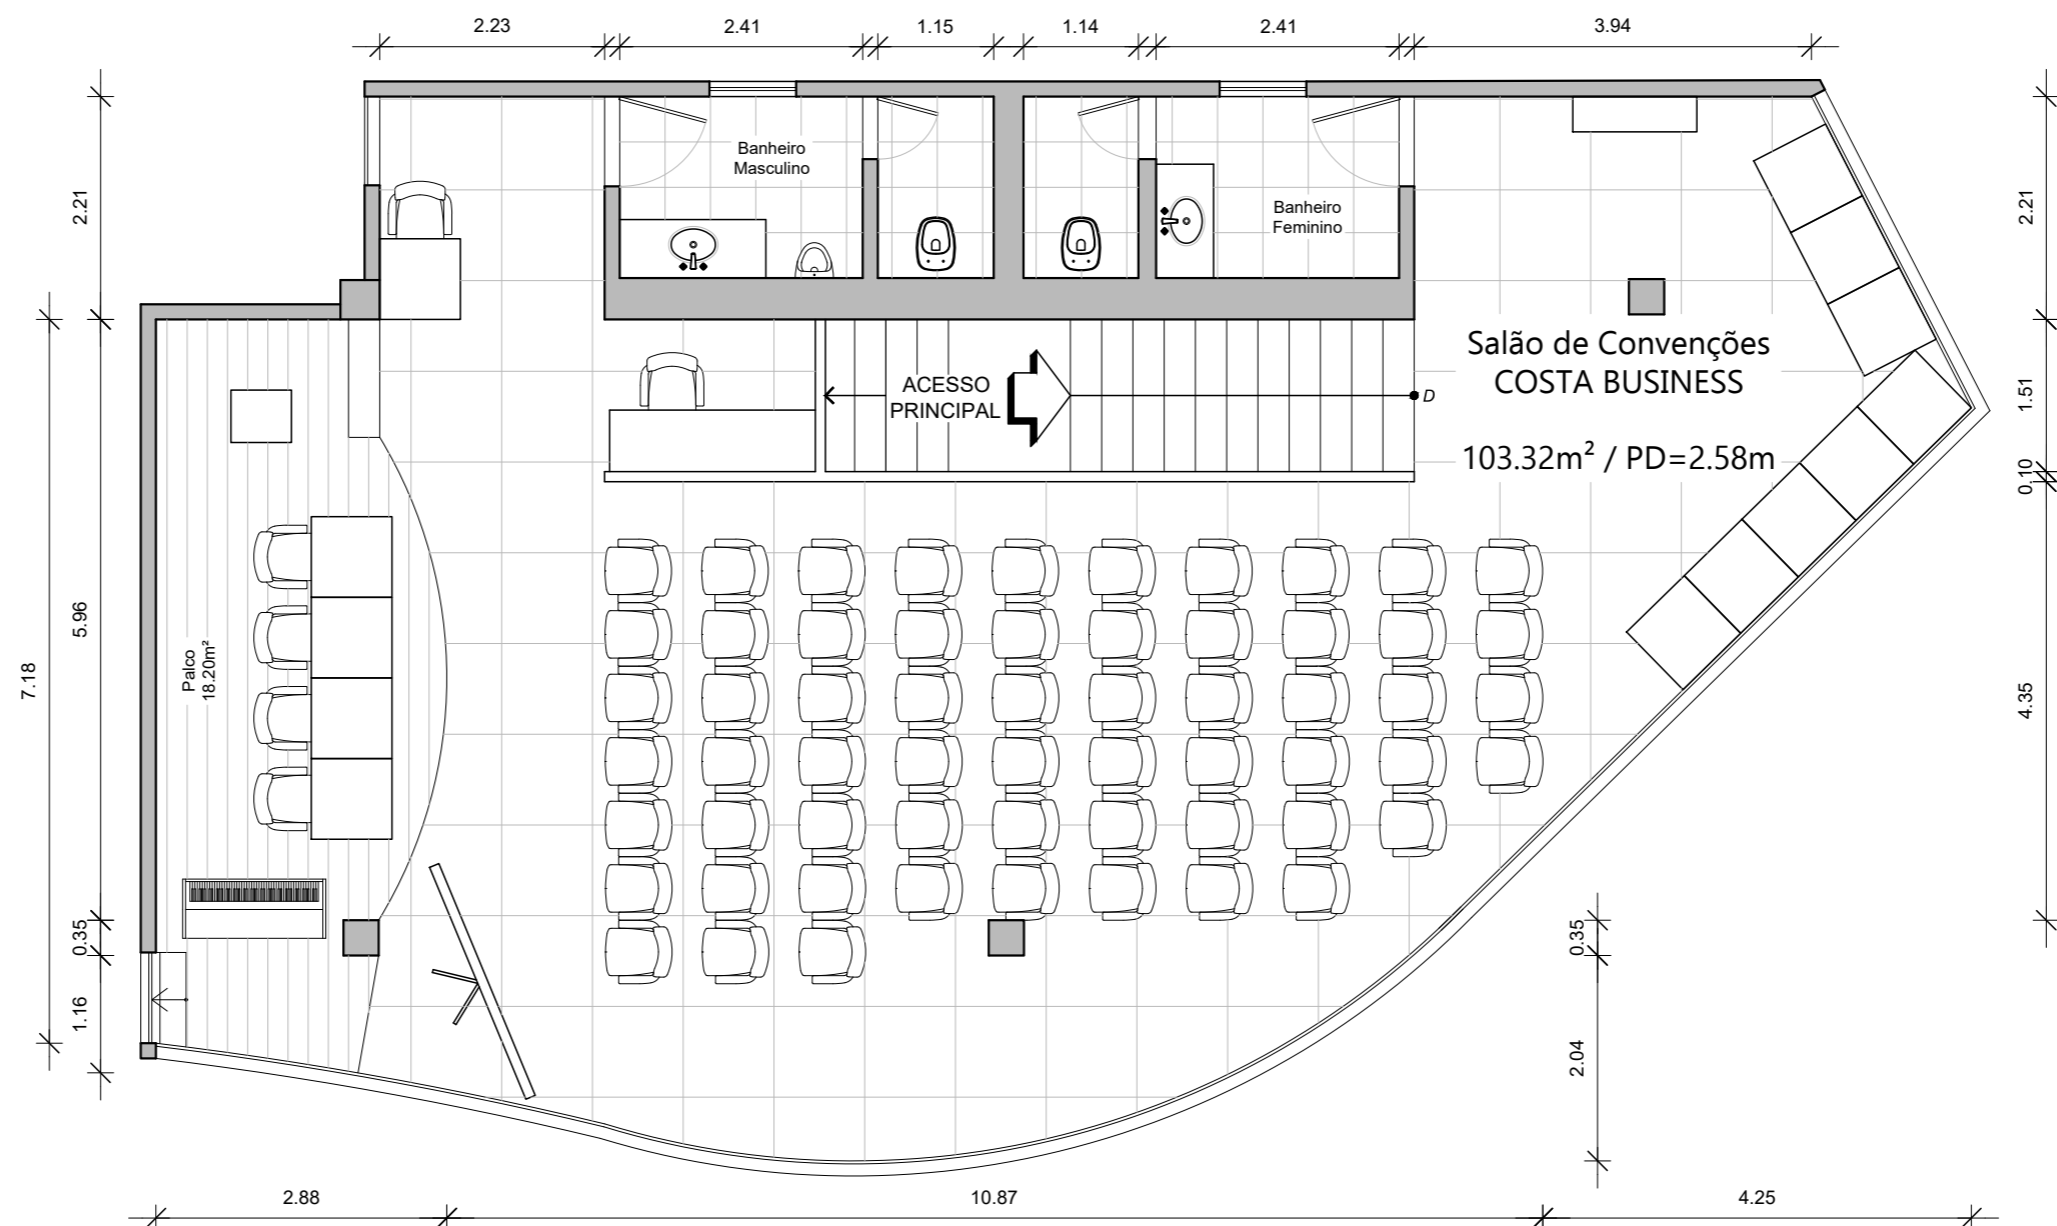 2.23
2.41
1.15
1.14
2.41
3.94
2.21
5.96
7.18
0.35
1.16
Banheiro
Masculino
Banheiro
Feminino
ACESSO
PRINCIPAL
D
Salão de Convenções
COSTA BUSINESS
103.32m² / PD=2.58m
Palco
18.20m²
2.21
1.51
0.10
4.35
0.35
2.04
2.88
10.87
4.25